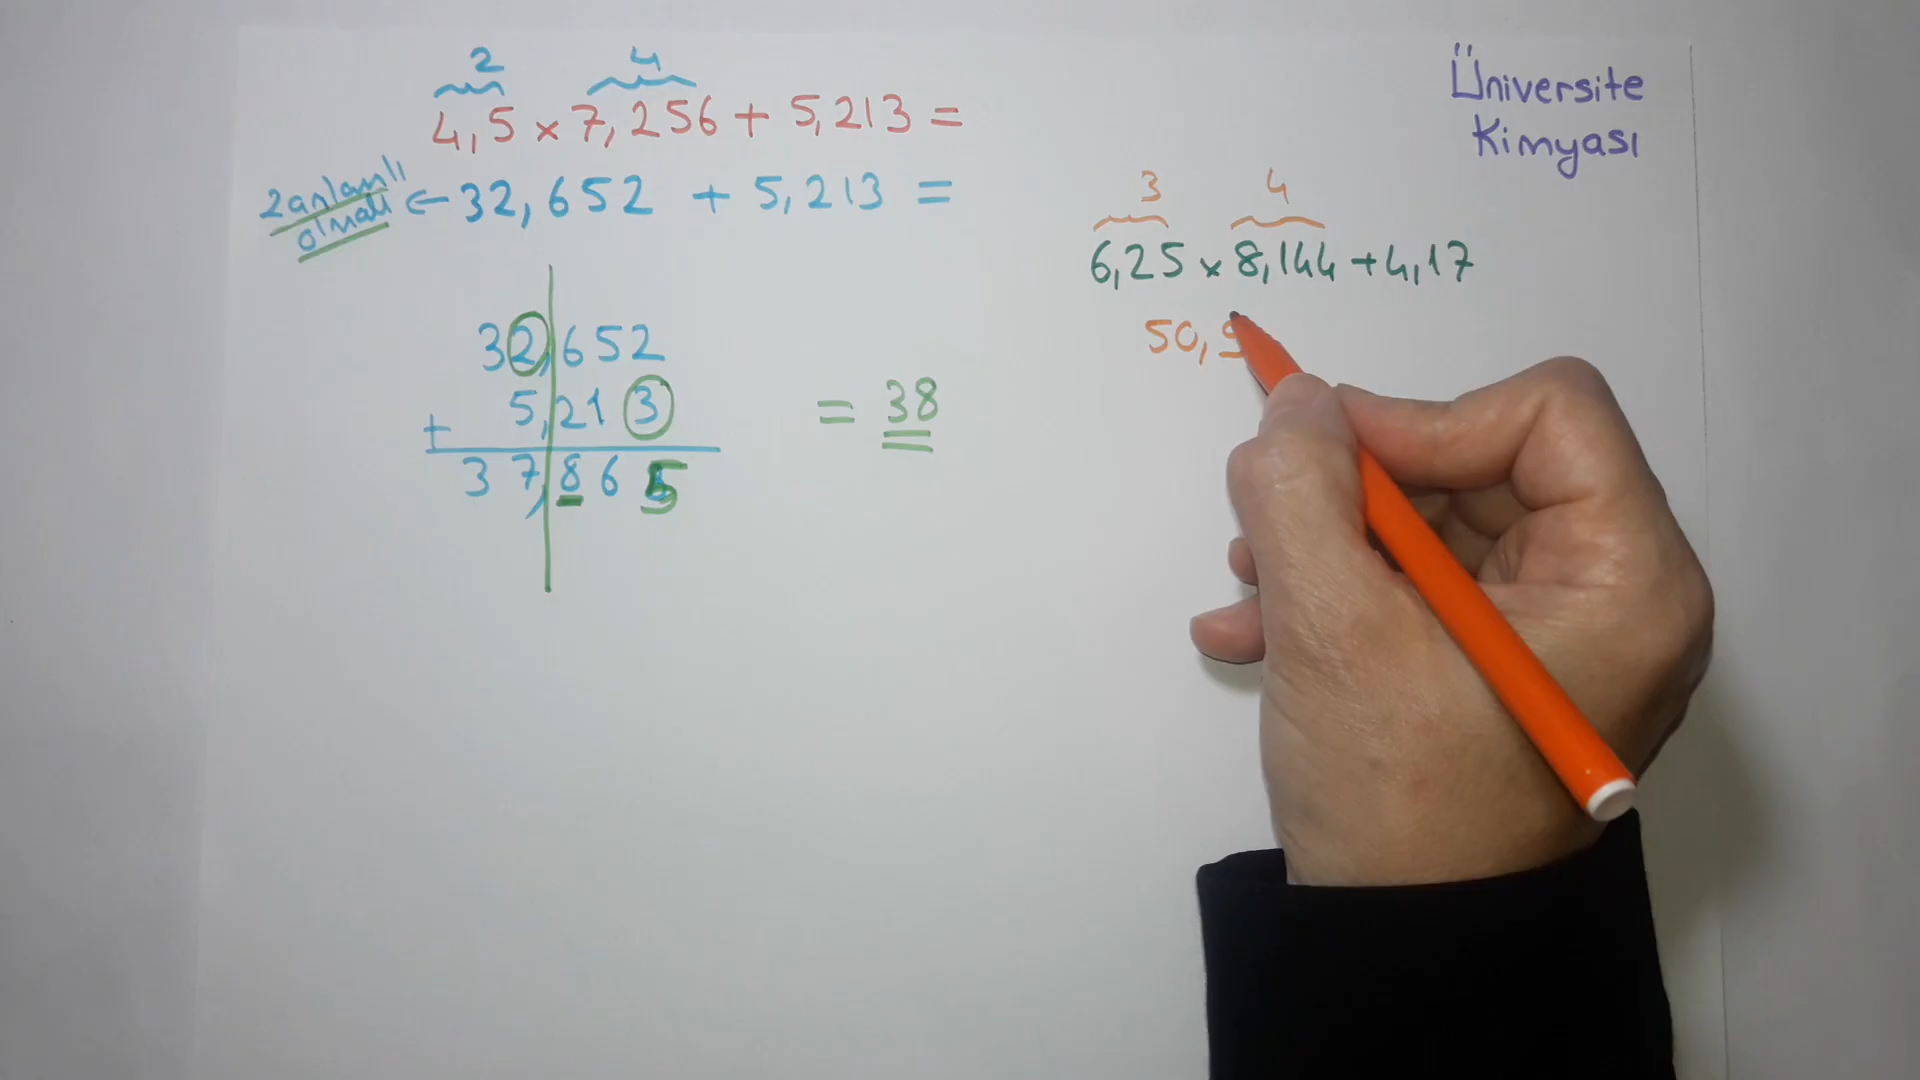 2 4
4,5 x 7,256 + 5,213 =
2 anlamlı olmalı ← 32,652 + 5,213 =
32,652
+ 5,213
37,865
= 38
Üniversite
Kimyası
3 4
6,25 x 8,144 + 4,17
50,9